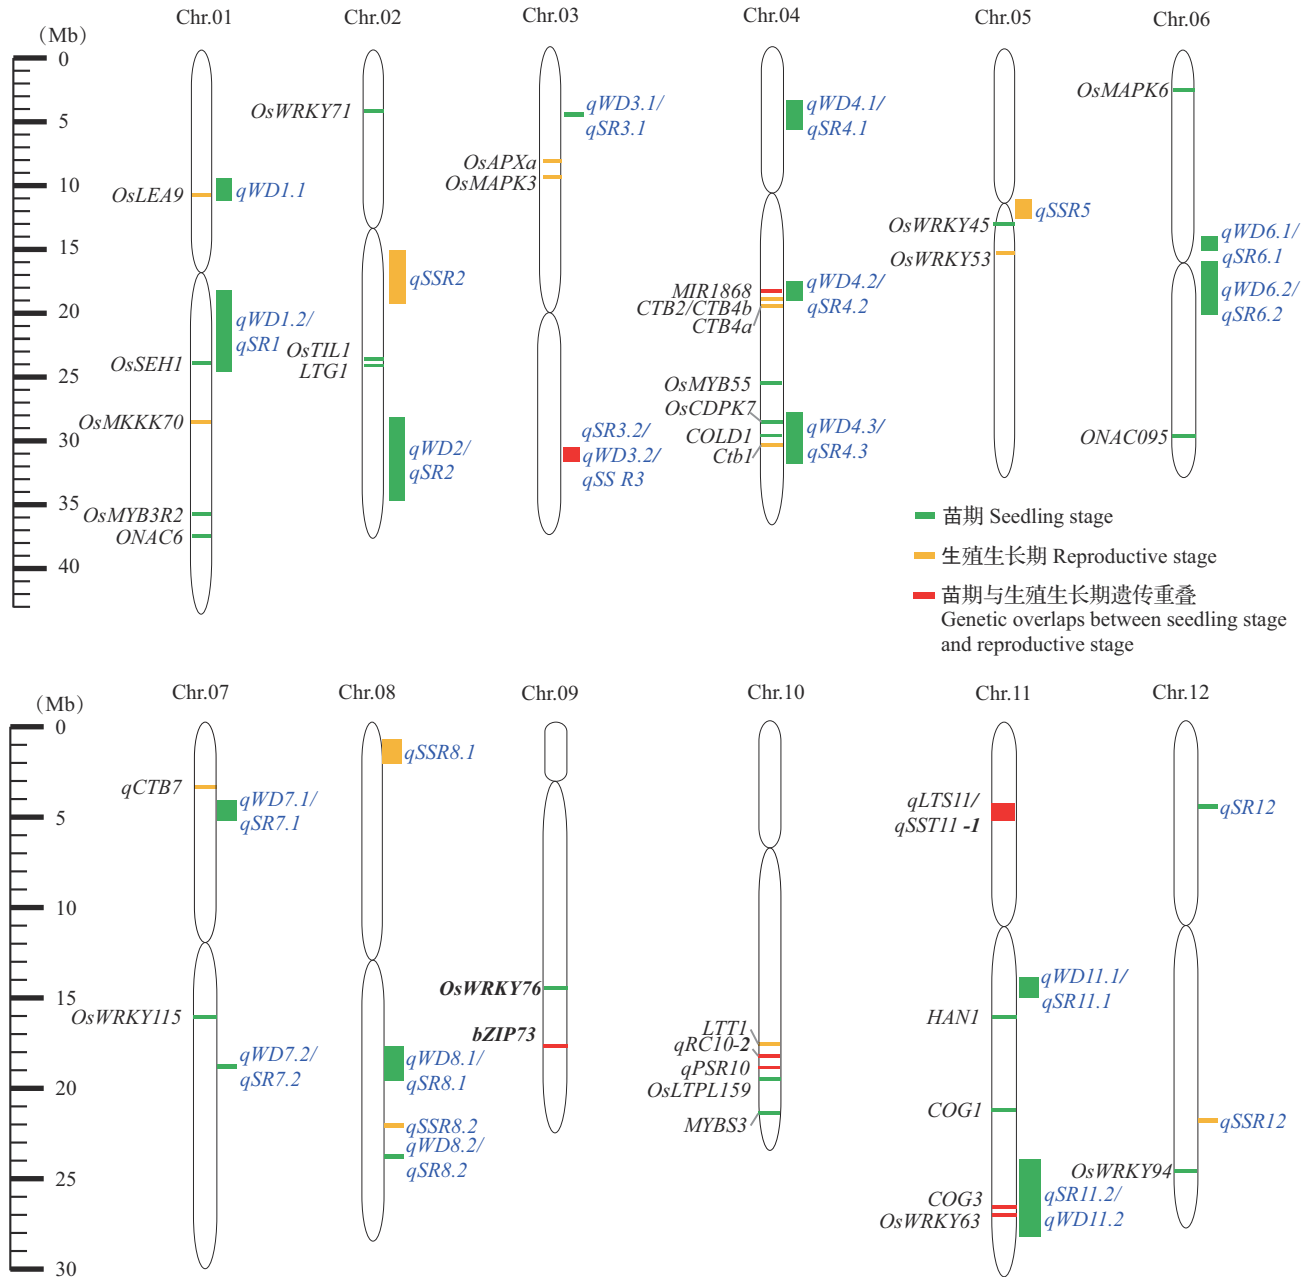 Chr.01
Chr.02
Chr.03
Chr.04
Chr.05
Chr.06
（Mb）
0
5
10
15
20
25
30
35
40
OsLEA9
qWD1.1
qWD1.2/
qSR1
OsSEH1
OsMKKK70
OsMYB3R2
ONAC6
OsWRKY71
qSSR2
OsTIL1
LTG1
qWD2/
qSR2
qWD3.1/
qSR3.1
OsAPXa
OsMAPK3
qSR3.2/
qWD3.2/
qSS R3
qWD4.1/
qSR4.1
MIR1868
CTB2/CTB4b
CTB4a
qWD4.2/
qSR4.2
OsMYB55
OsCDPK7
COLD1
Ctb1
qWD4.3/
qSR4.3
qSSR5
OsWRKY45
OsWRKY53
OsMAPK6
qWD6.1/
qSR6.1
qWD6.2/
qSR6.2
ONAC095
苗期 Seedling stage
生殖生长期 Reproductive stage
苗期与生殖生长期遗传重叠
Genetic overlaps between seedling stage
and reproductive stage
Chr.07
Chr.08
Chr.09
Chr.10
Chr.11
Chr.12
（Mb）
0
5
10
15
20
25
30
qCTB7
qWD7.1/
qSR7.1
OsWRKY115
qWD7.2/
qSR7.2
qSSR8.1
qWD8.1/
qSR8.1
qSSR8.2
qWD8.2/
qSR8.2
OsWRKY76
bZIP73
LTT1
qRC10-2
qPSR10
OsLTPL159
MYBS3
qLTS11/
qSST11 -1
qWD11.1/
qSR11.1
HAN1
COG1
COG3
OsWRKY63
qSR11.2/
qWD11.2
qSR12
qSSR12
OsWRKY94